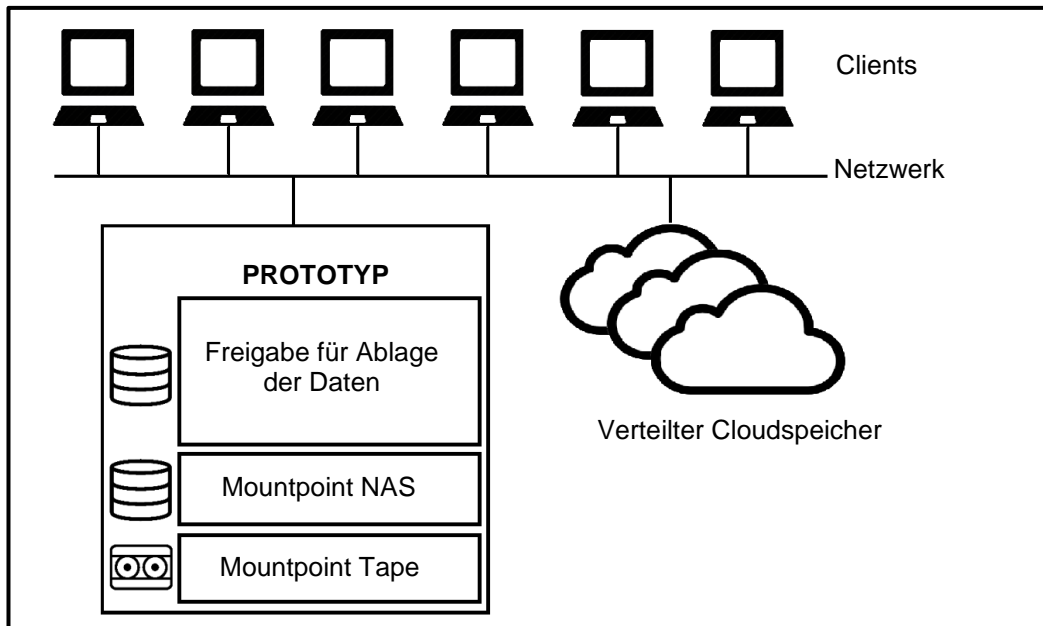 Clients
Netzwerk
PROTOTYP
Freigabe für Ablage
der Daten
Mountpoint NAS
Mountpoint Tape
Verteilter Cloudspeicher